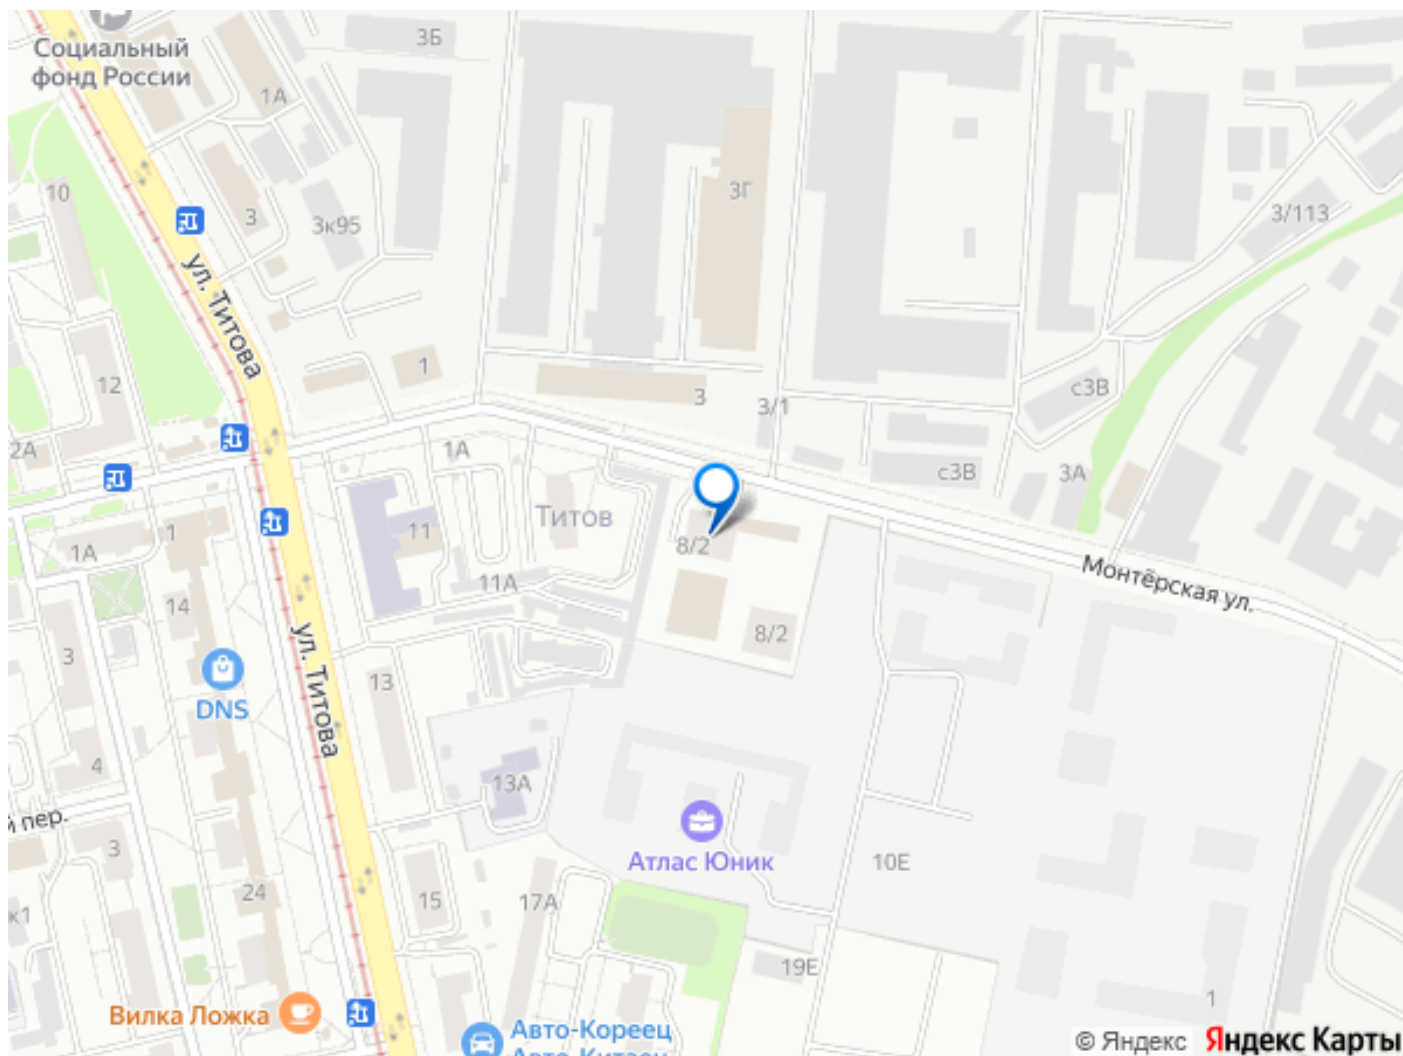 Социальный
фонд России
3Б
1А
10
3
3к95
3Г
3/113
ул. Титова
12
1
3
3/1
с3В
2А
1А
с3В
3А
1
1А
11
Титов
8/2
11А
Монтёрская ул.
14
3
8/2
ул. Титова
13
DNS
4
13А
й пер.
3
Атлас Юник
10Е
24
15
17А
к1
19Е
1
Вилка Ложка
Авто-Кореец
Авто-Китаец
© Яндекс Яндекс Карты